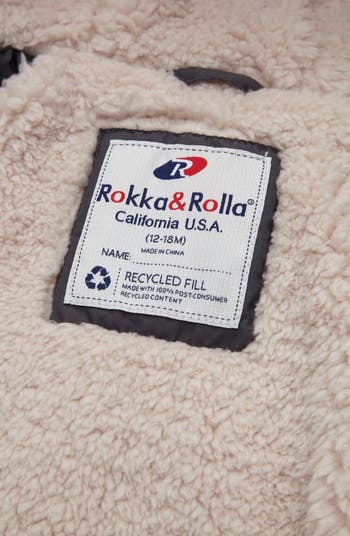 R
Rokka&Rolla®
California U.S.A.
(12-18M)
MADE IN CHINA
NAME:
RECYCLED FILL
MADE WITH 100% POST-CONSUMER
RECYCLED CONTENT